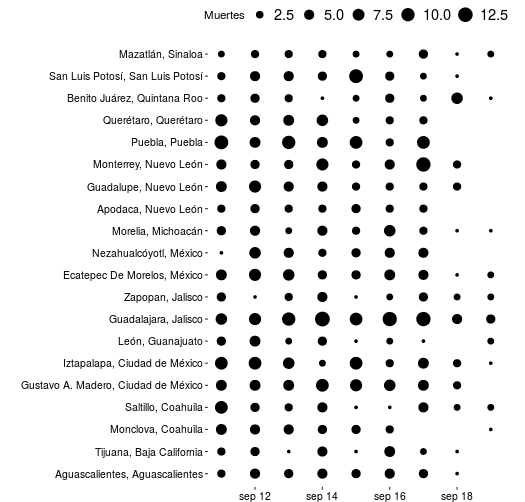 Muertes 2.5 5.0 7.5 10.0 12.5
Mazatlán, Sinaloa
San Luis Potosí, San Luis Potosí
Benito Juárez, Quintana Roo
Querétaro, Querétaro
Puebla, Puebla
Monterrey, Nuevo León
Guadalupe, Nuevo León
Apodaca, Nuevo León
Morelia, Michoacán
Nezahualcóyotl, México
Ecatepec De Morelos, México
Zapopan, Jalisco
Guadalajara, Jalisco
León, Guanajuato
Iztapalapa, Ciudad de México
Gustavo A. Madero, Ciudad de México
Saltillo, Coahuila
Monclova, Coahuila
Tijuana, Baja California
Aguascalientes, Aguascalientes
sep 12 sep 14 sep 16 sep 18